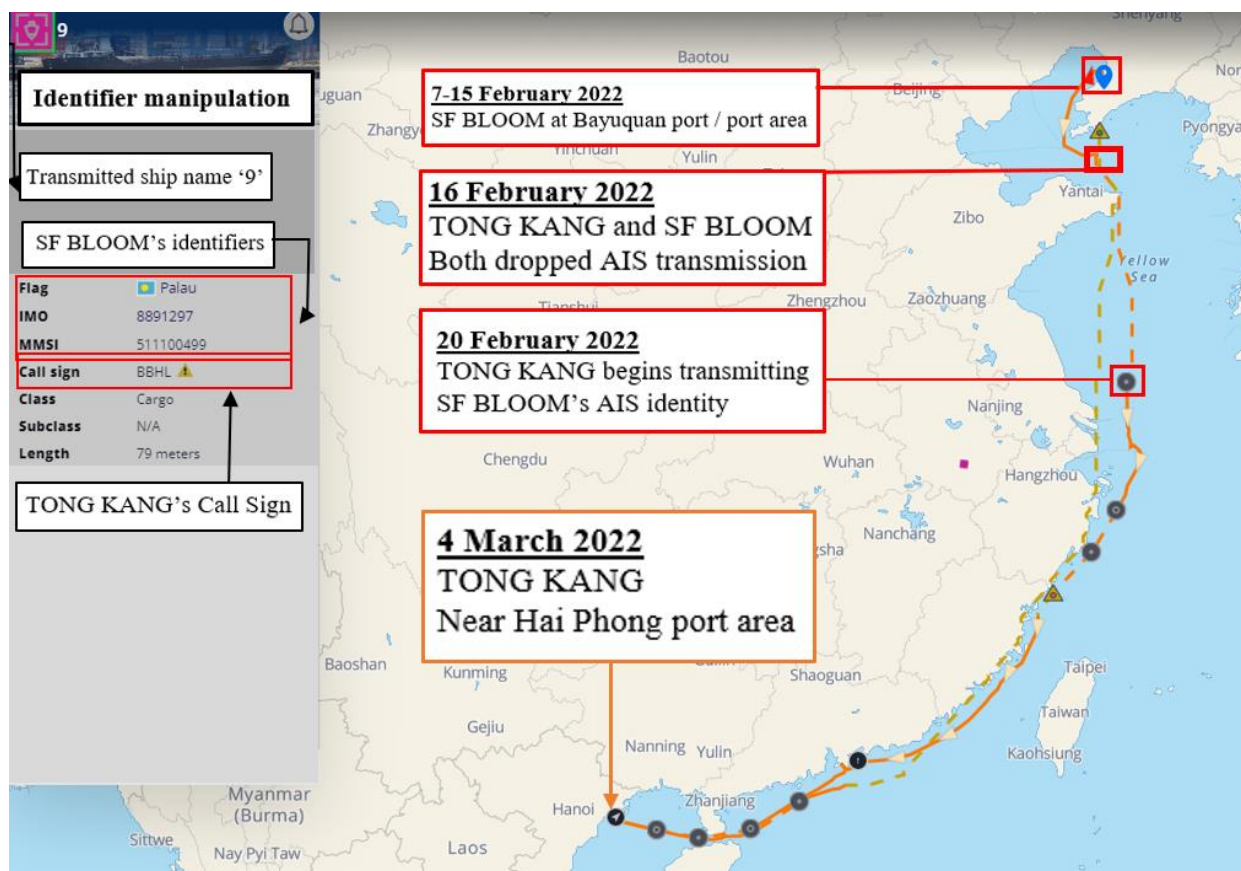 9
Identifier manipulation
Transmitted ship name ‘9’
SF BLOOM’s identifiers
Flag Palau
IMO 8891297
MMSI 511100499
Call sign BBHL
Class Cargo
Subclass N/A
Length 79 meters
TONG KANG’s Call Sign
7-15 February 2022
SF BLOOM at Bayuquan port / port area
16 February 2022
TONG KANG and SF BLOOM
Both dropped AIS transmission
20 February 2022
TONG KANG begins transmitting
SF BLOOM’s AIS identity
4 March 2022
TONG KANG
Near Hai Phong port area
Shenyang
Baotou
Beijing
Yinchuan
Yulin
Yantai
Zibo
Yellow
Sea
Tianshui
Zhengzhou
Zaozhuang
Nanjing
Chengdu
Wuhan
Hangzhou
Nanchang
Baoshan
Kunming
Shaoguan
Taipei
Taiwan
Gejiu
Nanning
Yulin
Kaohsiung
Hanoi
Zhanjiang
Myanmar
(Burma)
Sittwe
Nay Pyi Taw
Laos